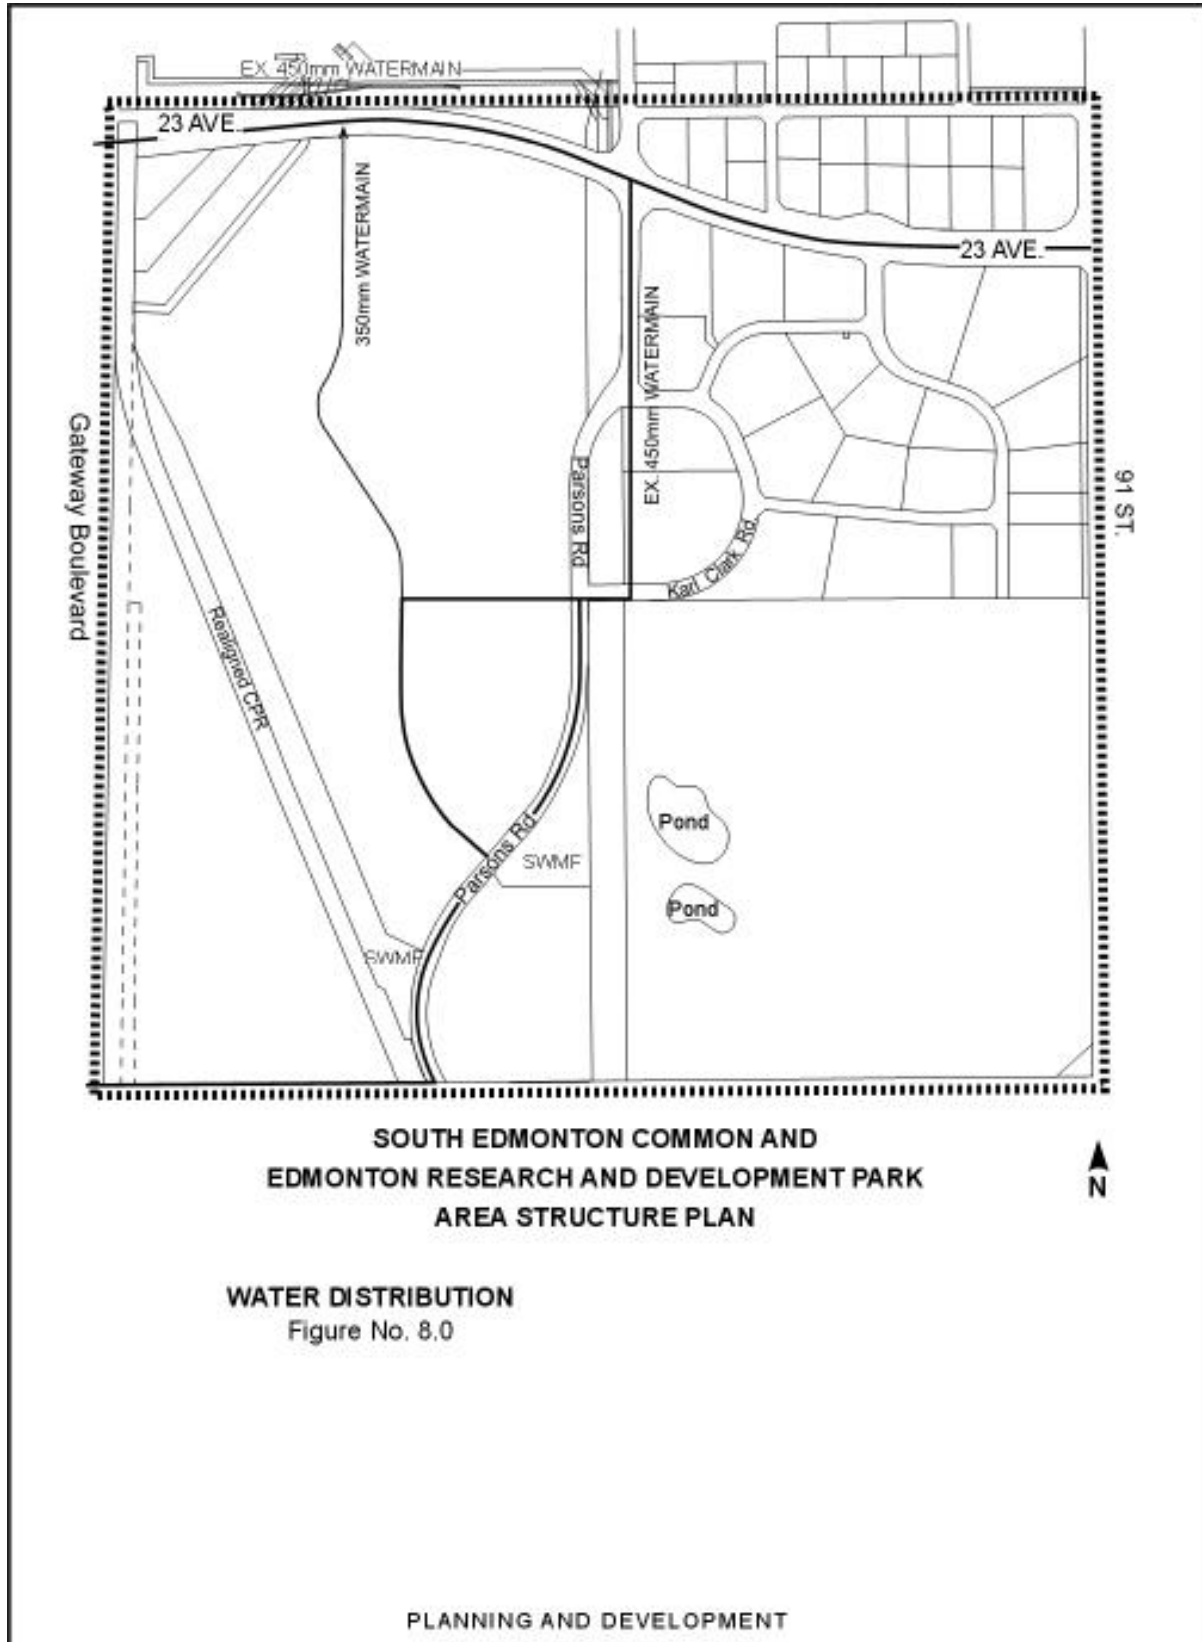 EX. 450mm WATERMAIN
23 AVE.
350mm WATERMAIN
23 AVE.
EX. 450mm WATERMAIN
Gateway Boulevard
Parsons Rd
91 ST.
Karl Clark Rd
Realigned CPR
Pond
Parsons Rd
SWMF
Pond
SWMF
SOUTH EDMONTON COMMON AND
EDMONTON RESEARCH AND DEVELOPMENT PARK
AREA STRUCTURE PLAN
N
WATER DISTRIBUTION
Figure No. 8.0
PLANNING AND DEVELOPMENT